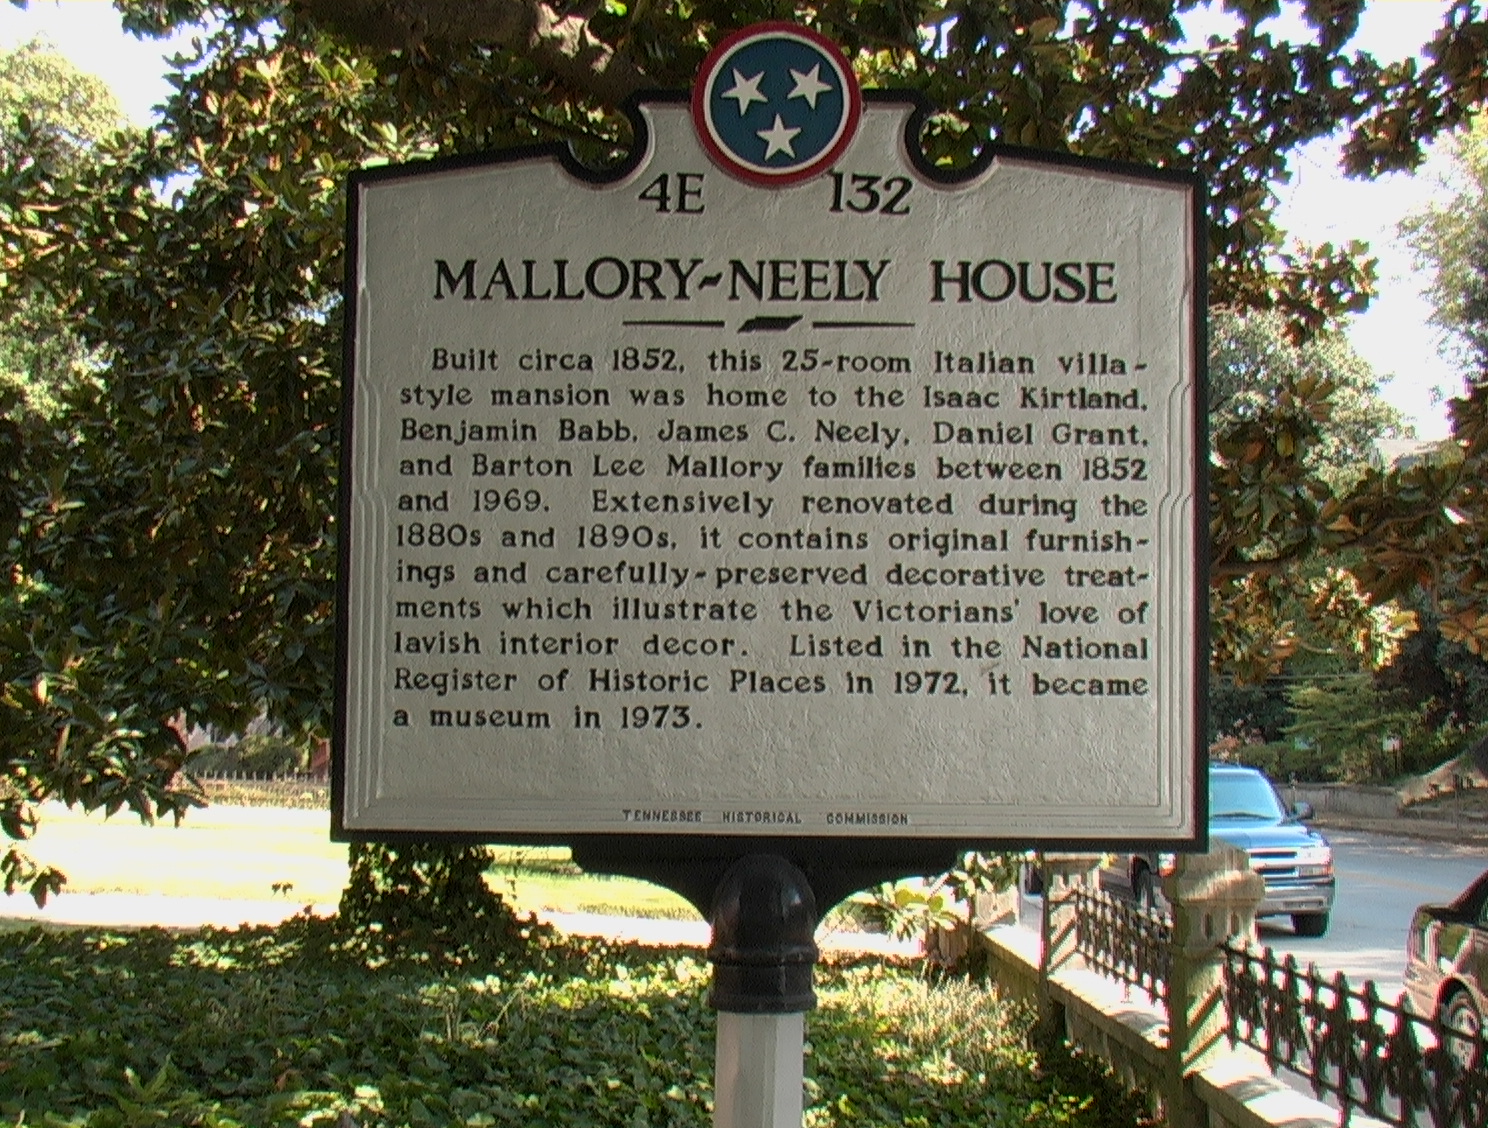 4E 132
MALLORY-NEELY HOUSE
Built circa 1852, this 25-room Italian villa-
style mansion was home to the Isaac Kirtland,
Benjamin Babb, James C. Neely, Daniel Grant,
and Barton Lee Mallory families between 1852
and 1969. Extensively renovated during the
1880s and 1890s, it contains original furnish-
ings and carefully-preserved decorative treat-
ments which illustrate the Victorians' love of
lavish interior decor. Listed in the National
Register of Historic Places in 1972, it became
a museum in 1973.
TENNESSEE HISTORICAL COMMISSION